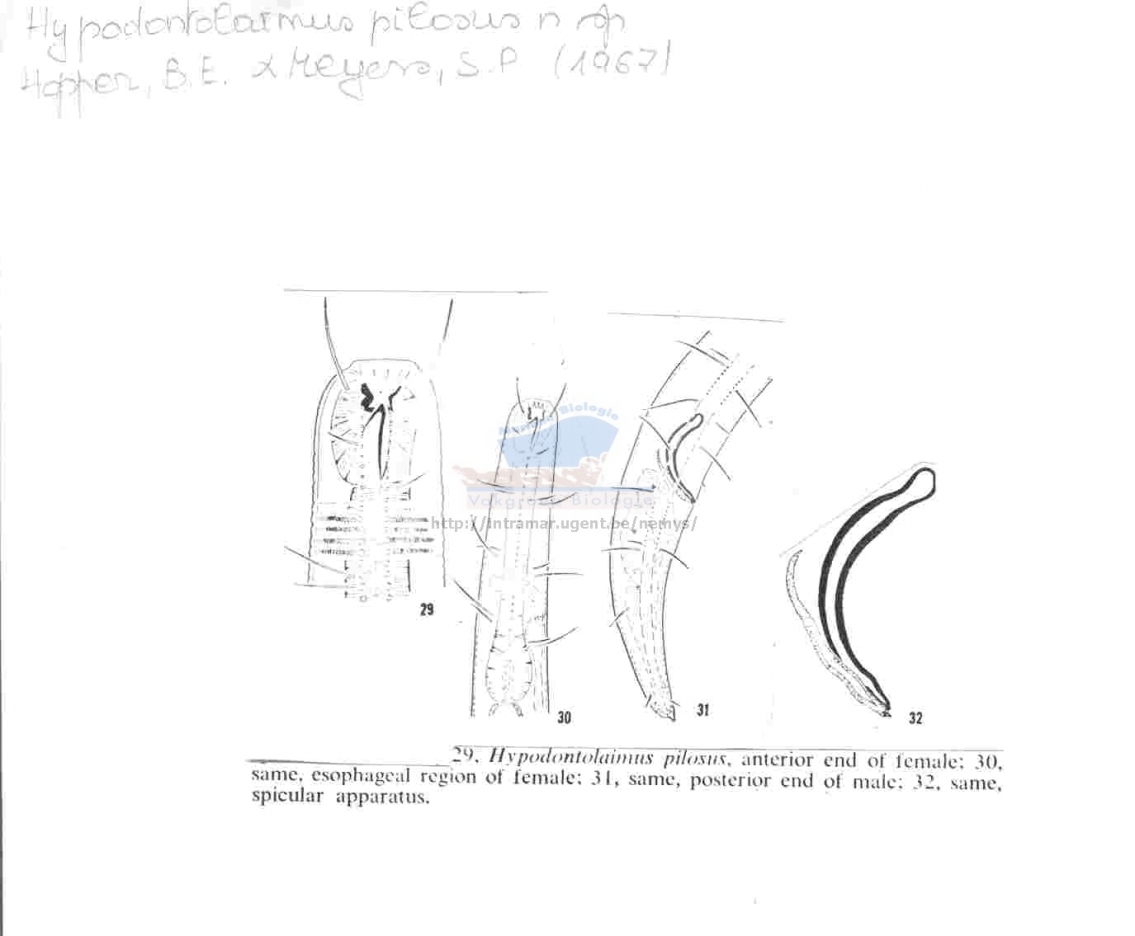 Hypodontolaimus pilosus n sp
Hopper, B.E. & Meyers, S.P (1967)
Marine Biologie
Vakgroep Biologie
http://intramar.ugent.be/nemys/
29
30
31
32
29, Hypodontolaimus pilosus, anterior end of female; 30,
same, esophageal region of female; 31, same, posterior end of male; 32, same,
spicular apparatus.